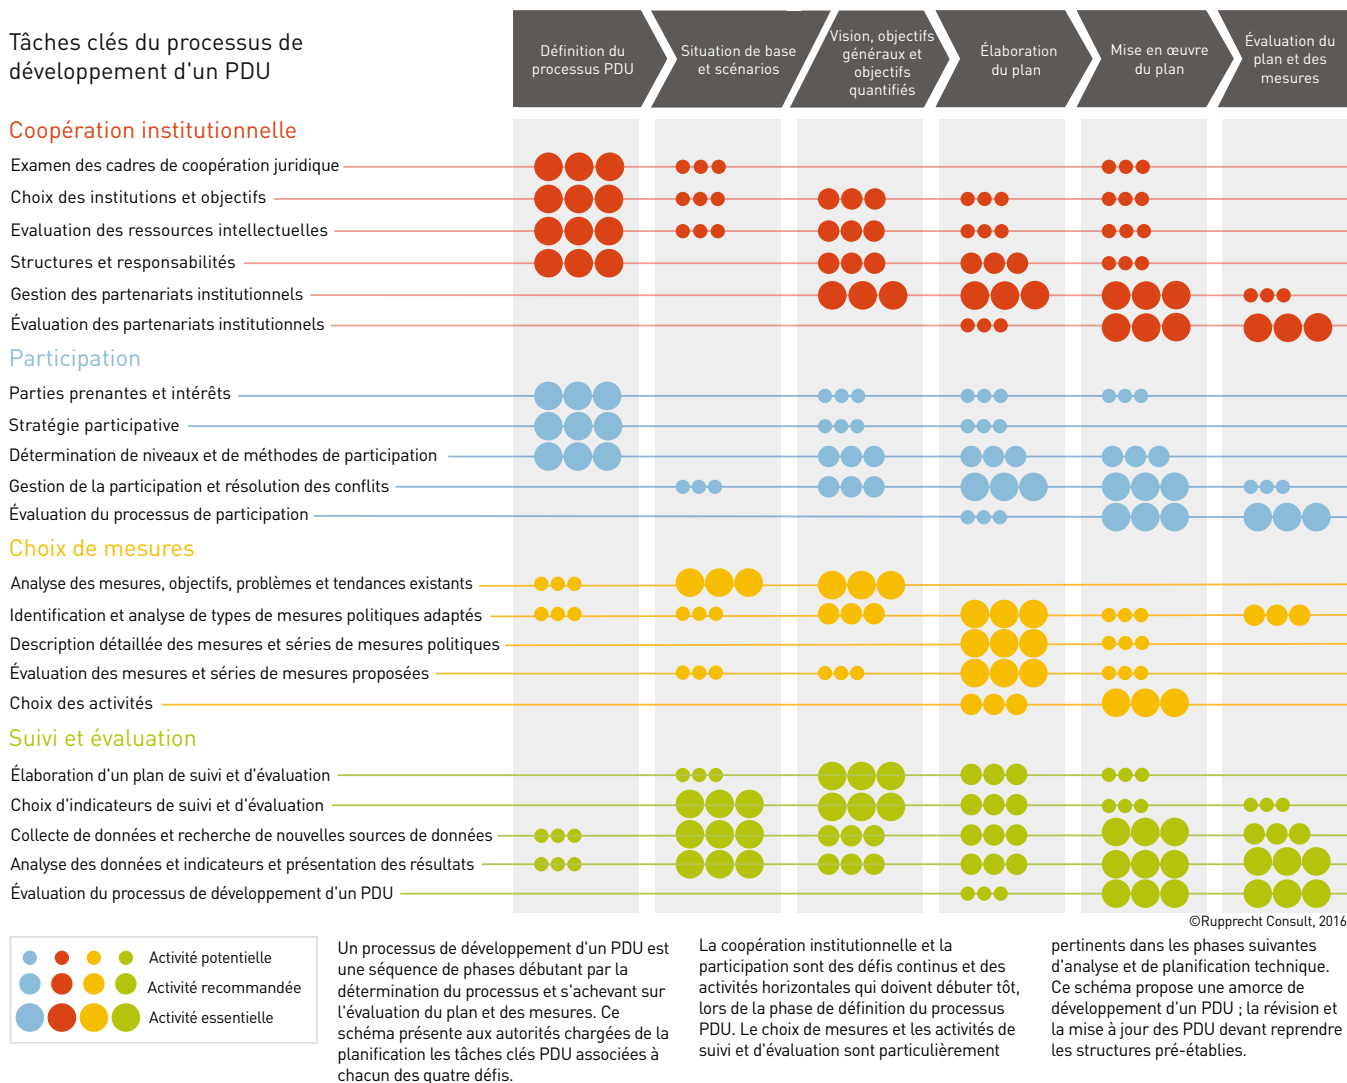 Tâches clés du processus de
développement d'un PDU
Définition du
processus PDU
Situation de base
et scénarios
Vision, objectifs
généraux et
objectifs
quantifiés
Élaboration
du plan
Mise en œuvre
du plan
Évaluation du
plan et des
mesures
Coopération institutionnelle
Examen des cadres de coopération juridique
Choix des institutions et objectifs
Evaluation des ressources intellectuelles
Structures et responsabilités
Gestion des partenariats institutionnels
Évaluation des partenariats institutionnels
Participation
Parties prenantes et intérêts
Stratégie participative
Détermination de niveaux et de méthodes de participation
Gestion de la participation et résolution des conflits
Évaluation du processus de participation
Choix de mesures
Analyse des mesures, objectifs, problèmes et tendances existants
Identification et analyse de types de mesures politiques adaptés
Description détaillée des mesures et séries de mesures politiques
Évaluation des mesures et séries de mesures proposées
Choix des activités
Suivi et évaluation
Élaboration d'un plan de suivi et d'évaluation
Choix d'indicateurs de suivi et d'évaluation
Collecte de données et recherche de nouvelles sources de données
Analyse des données et indicateurs et présentation des résultats
Évaluation du processus de développement d'un PDU
©Rupprecht Consult, 2016
Activité potentielle
Activité recommandée
Activité essentielle
Un processus de développement d'un PDU est
une séquence de phases débutant par la
détermination du processus et s'achevant sur
l'évaluation du plan et des mesures. Ce
schéma présente aux autorités chargées de la
planification les tâches clés PDU associées à
chacun des quatre défis.
La coopération institutionnelle et la
participation sont des défis continus et des
activités horizontales qui doivent débuter tôt,
lors de la phase de définition du processus
PDU. Le choix de mesures et les activités de
suivi et d'évaluation sont particulièrement
pertinents dans les phases suivantes
d'analyse et de planification technique.
Ce schéma propose une amorce de
développement d'un PDU ; la révision et
la mise à jour des PDU devant reprendre
les structures pré-établies.